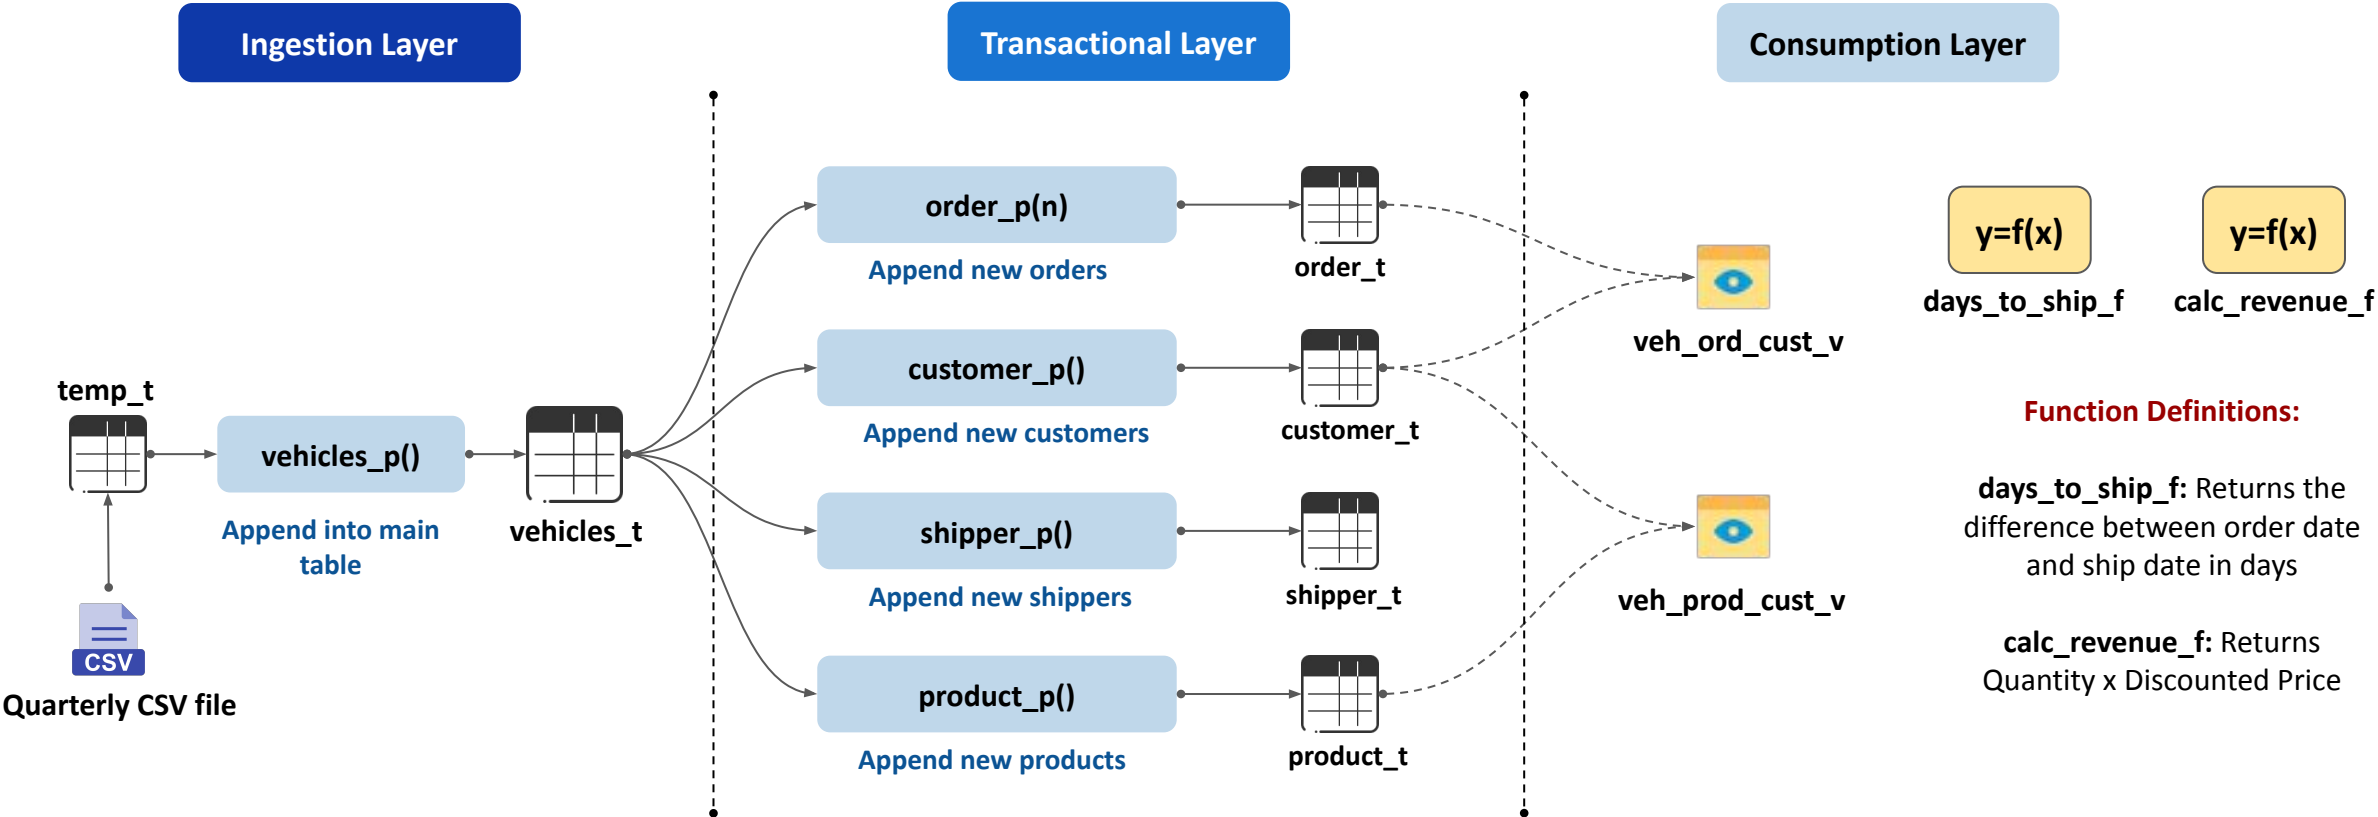 Ingestion Layer
Transactional Layer
Consumption Layer
temp_t
vehicles_p()
Append into main
table
vehicles_t
CSV
Quarterly CSV file
order_p(n)
Append new orders
order_t
customer_p()
Append new customers
customer_t
shipper_p()
Append new shippers
shipper_t
product_p()
Append new products
product_t
veh_ord_cust_v
veh_prod_cust_v
y=f(x)
days_to_ship_f
y=f(x)
calc_revenue_f
Function Definitions:
days_to_ship_f: Returns the
difference between order date
and ship date in days
calc_revenue_f: Returns
Quantity x Discounted Price